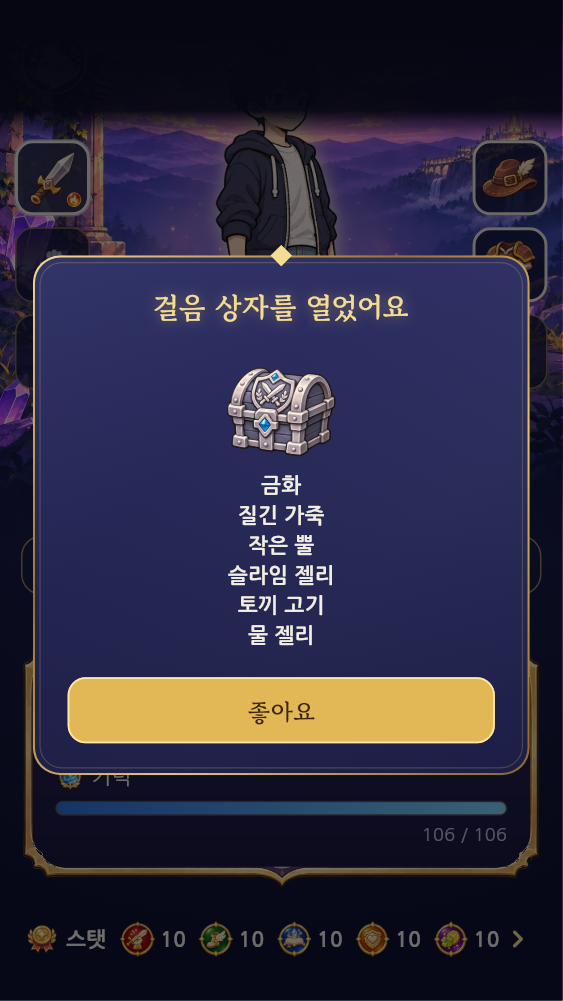 걸음 상자를 열었어요
금화
질긴 가죽
작은 뿔
슬라임 젤리
토끼 고기
물 젤리
좋아요
106 / 106
스탯 10 10 10 10 10